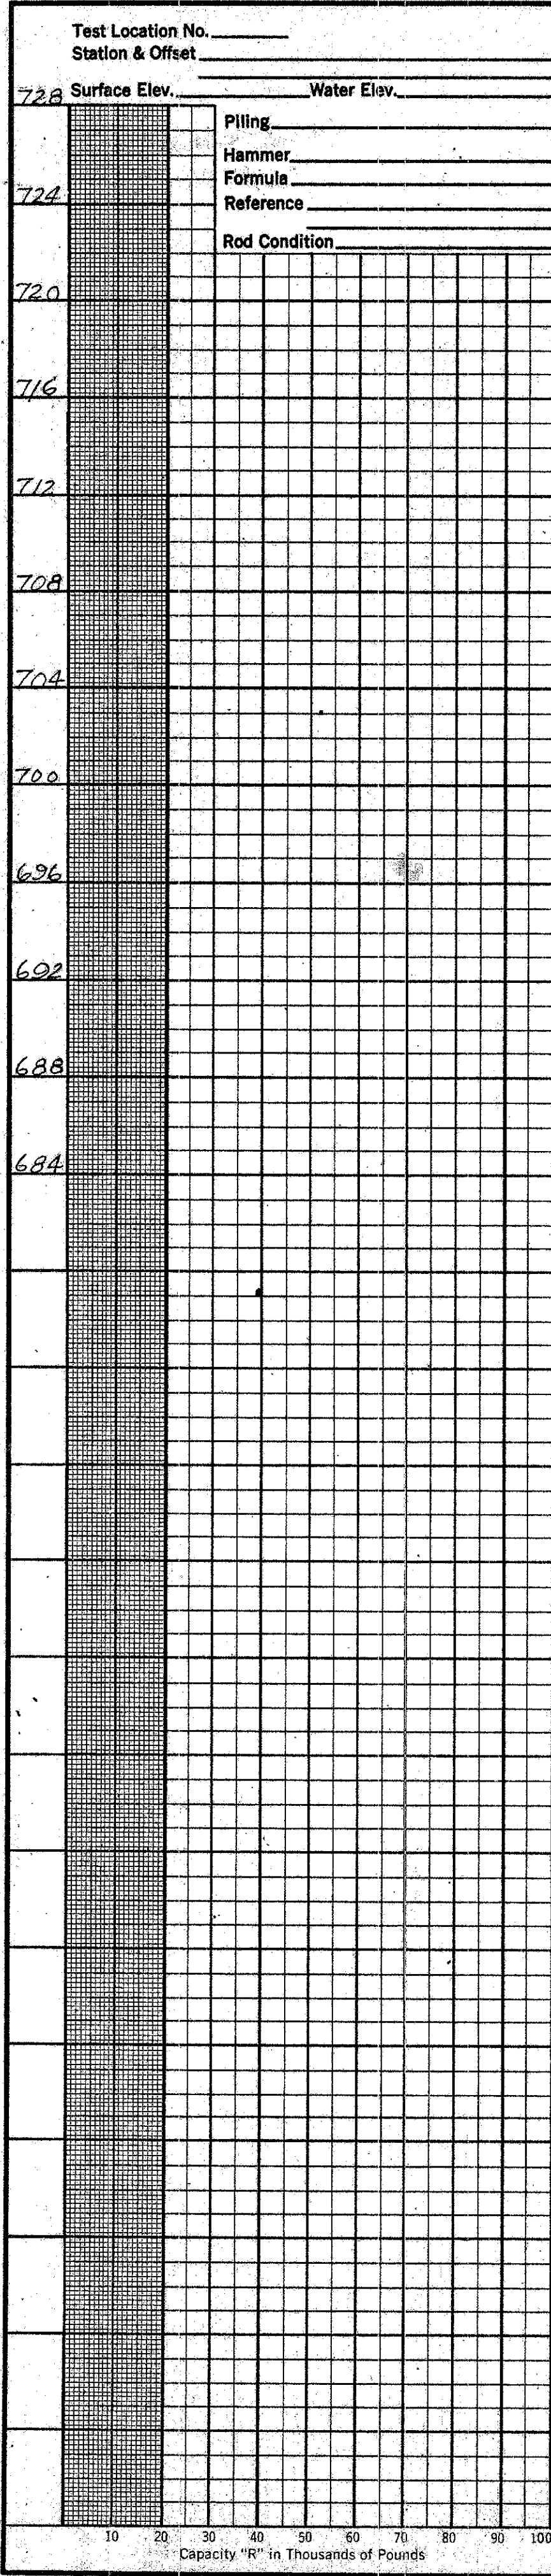 Test Location No.
Station & Offset
Surface Elev. Water Elev.
728
Piling
Hammer
Formula
724
Reference
Rod Condition
720
716
712
708
704
700
696
692
688
684
10 20 30 40 50 60 70 80 90 100
Capacity "R" in Thousands of Pounds